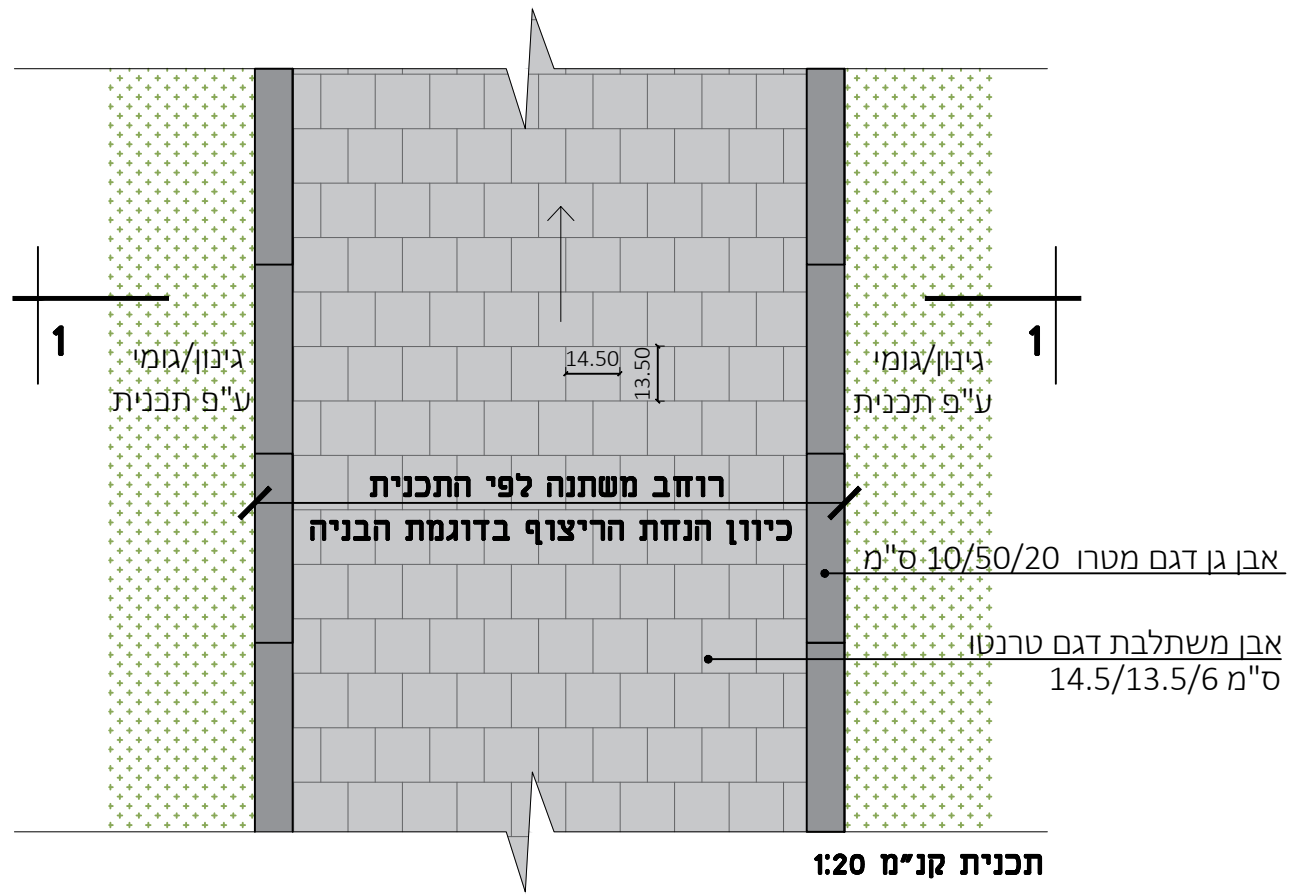 1
1
גינון/גומי
ע"פ תכנית
גינון/גומי
ע"פ תכנית
14.50
13.50
רוחב משתנה לפי התכנית
כיוון הנחת הריצוף בדוגמת הבניה
אבן גן דגם מטרו 10/50/20 ס"מ
אבן משתלבת דגם טרנטו
14.5/13.5/6 ס"מ
תכנית קנ"מ 1:20